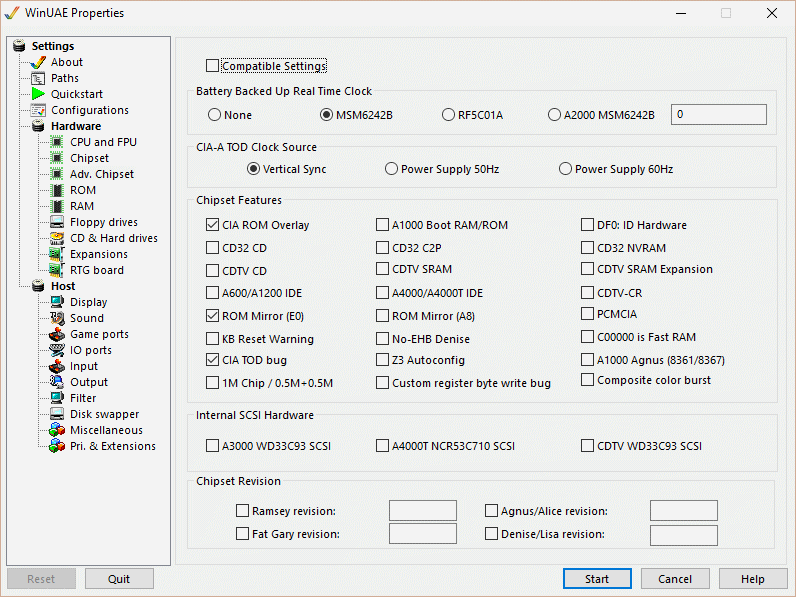 WinUAE Properties
Settings
About
Paths
Quickstart
Configurations
Hardware
CPU and FPU
Chipset
Adv. Chipset
ROM
RAM
Floppy drives
CD & Hard drives
Expansions
RTG board
Host
Display
Sound
Game ports
IO ports
Input
Output
Filter
Disk swapper
Miscellaneous
Pri. & Extensions
Compatible Settings
Battery Backed Up Real Time Clock
None MSM6242B RF5C01A A2000 MSM6242B 0
CIA-A TOD Clock Source
Vertical Sync Power Supply 50Hz Power Supply 60Hz
Chipset Features
CIA ROM Overlay A1000 Boot RAM/ROM DF0: ID Hardware
CD32 CD CD32 C2P CD32 NVRAM
CDTV CD CDTV SRAM CDTV SRAM Expansion
A600/A1200 IDE A4000/A4000T IDE CDTV-CR
ROM Mirror (E0) ROM Mirror (A8) PCMCIA
KB Reset Warning No-EHB Denise C00000 is Fast RAM
CIA TOD bug Z3 Autoconfig A1000 Agnus (8361/8367)
1M Chip / 0.5M+0.5M Custom register byte write bug Composite color burst
Internal SCSI Hardware
A3000 WD33C93 SCSI A4000T NCR53C710 SCSI CDTV WD33C93 SCSI
Chipset Revision
Ramsey revision: Agnus/Alice revision:
Fat Gary revision: Denise/Lisa revision:
Reset Quit Start Cancel Help